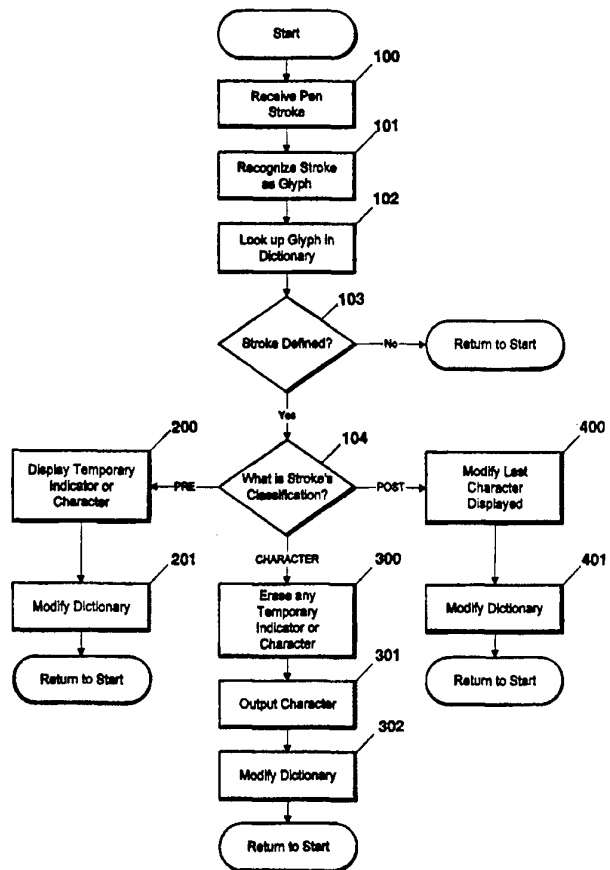 Start
100
Receive Pen
Stroke
101
Recognize Stroke
as Glyph
102
Look up Glyph in
Dictionary
103
Stroke Defined?
No
Return to Start
Yes
200
Display Temporary
Indicator or
Character
PRE
104
What is Stroke's
Classification?
POST
400
Modify Last
Character
Displayed
201
Modify Dictionary
Return to Start
CHARACTER
300
Erase any
Temporary
Indicator or
Character
301
Output Character
302
Modify Dictionary
Return to Start
401
Modify Dictionary
Return to Start